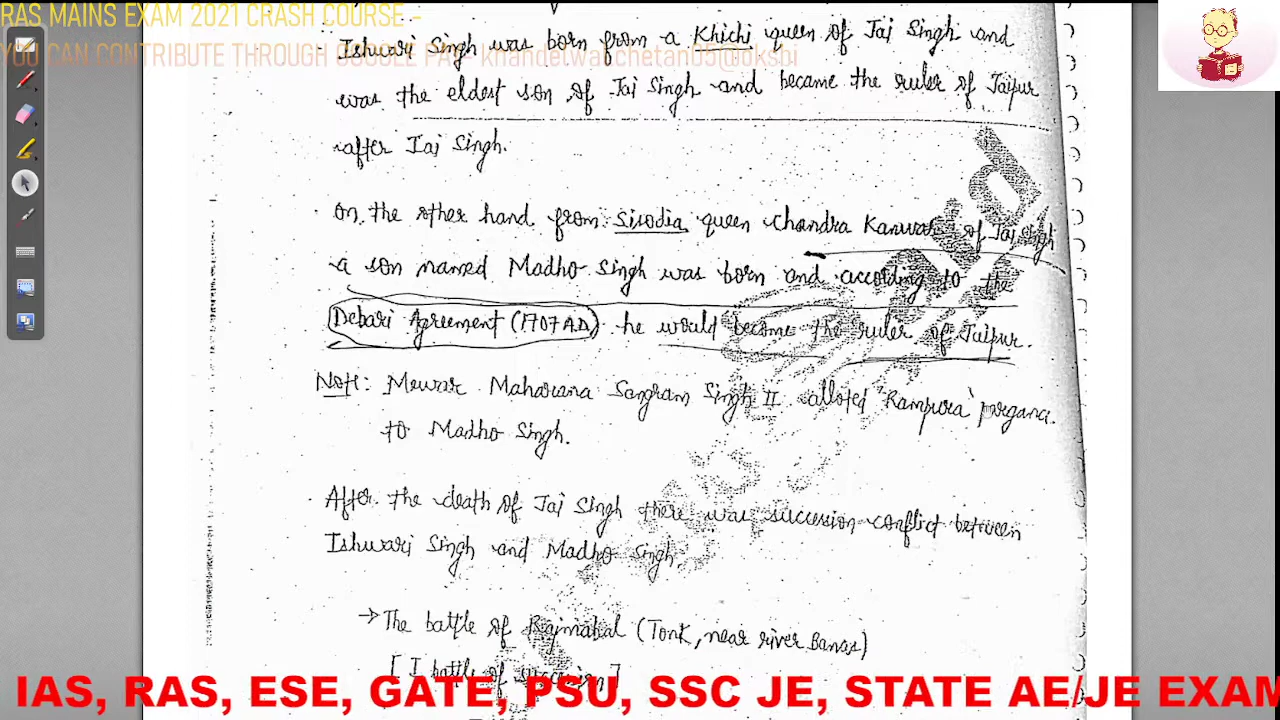 RAS MAINS EXAM 2021 CRASH COURSE -
YOU CAN CONTRIBUTE THROUGH GOOGLE PAY- khandelwalchetan05@oksbi
Ishwari Singh was born from a Khichi queen of Jai Singh and
was the eldest son of Jai Singh and became the ruler of Jaipur
after Jai Singh.
On the other hand from Sisodia queen Chandra Kanwar of Jai Singh
a son named Madho Singh was born and according to the
Debari Agreement (1707 AD) he would become the ruler of Jaipur.
Note: Mewar Maharana Sangram Singh II alloted 'Rampura' pargana
to Madho Singh.
After the death of Jai Singh there was succession conflict between
Ishwari Singh and Madho Singh.
→ The battle of Rajmahal (Tonk, near river Banas)
[I battle of succession]
IAS, RAS, ESE, GATE, PSU, SSC JE, STATE AE/JE EXAM